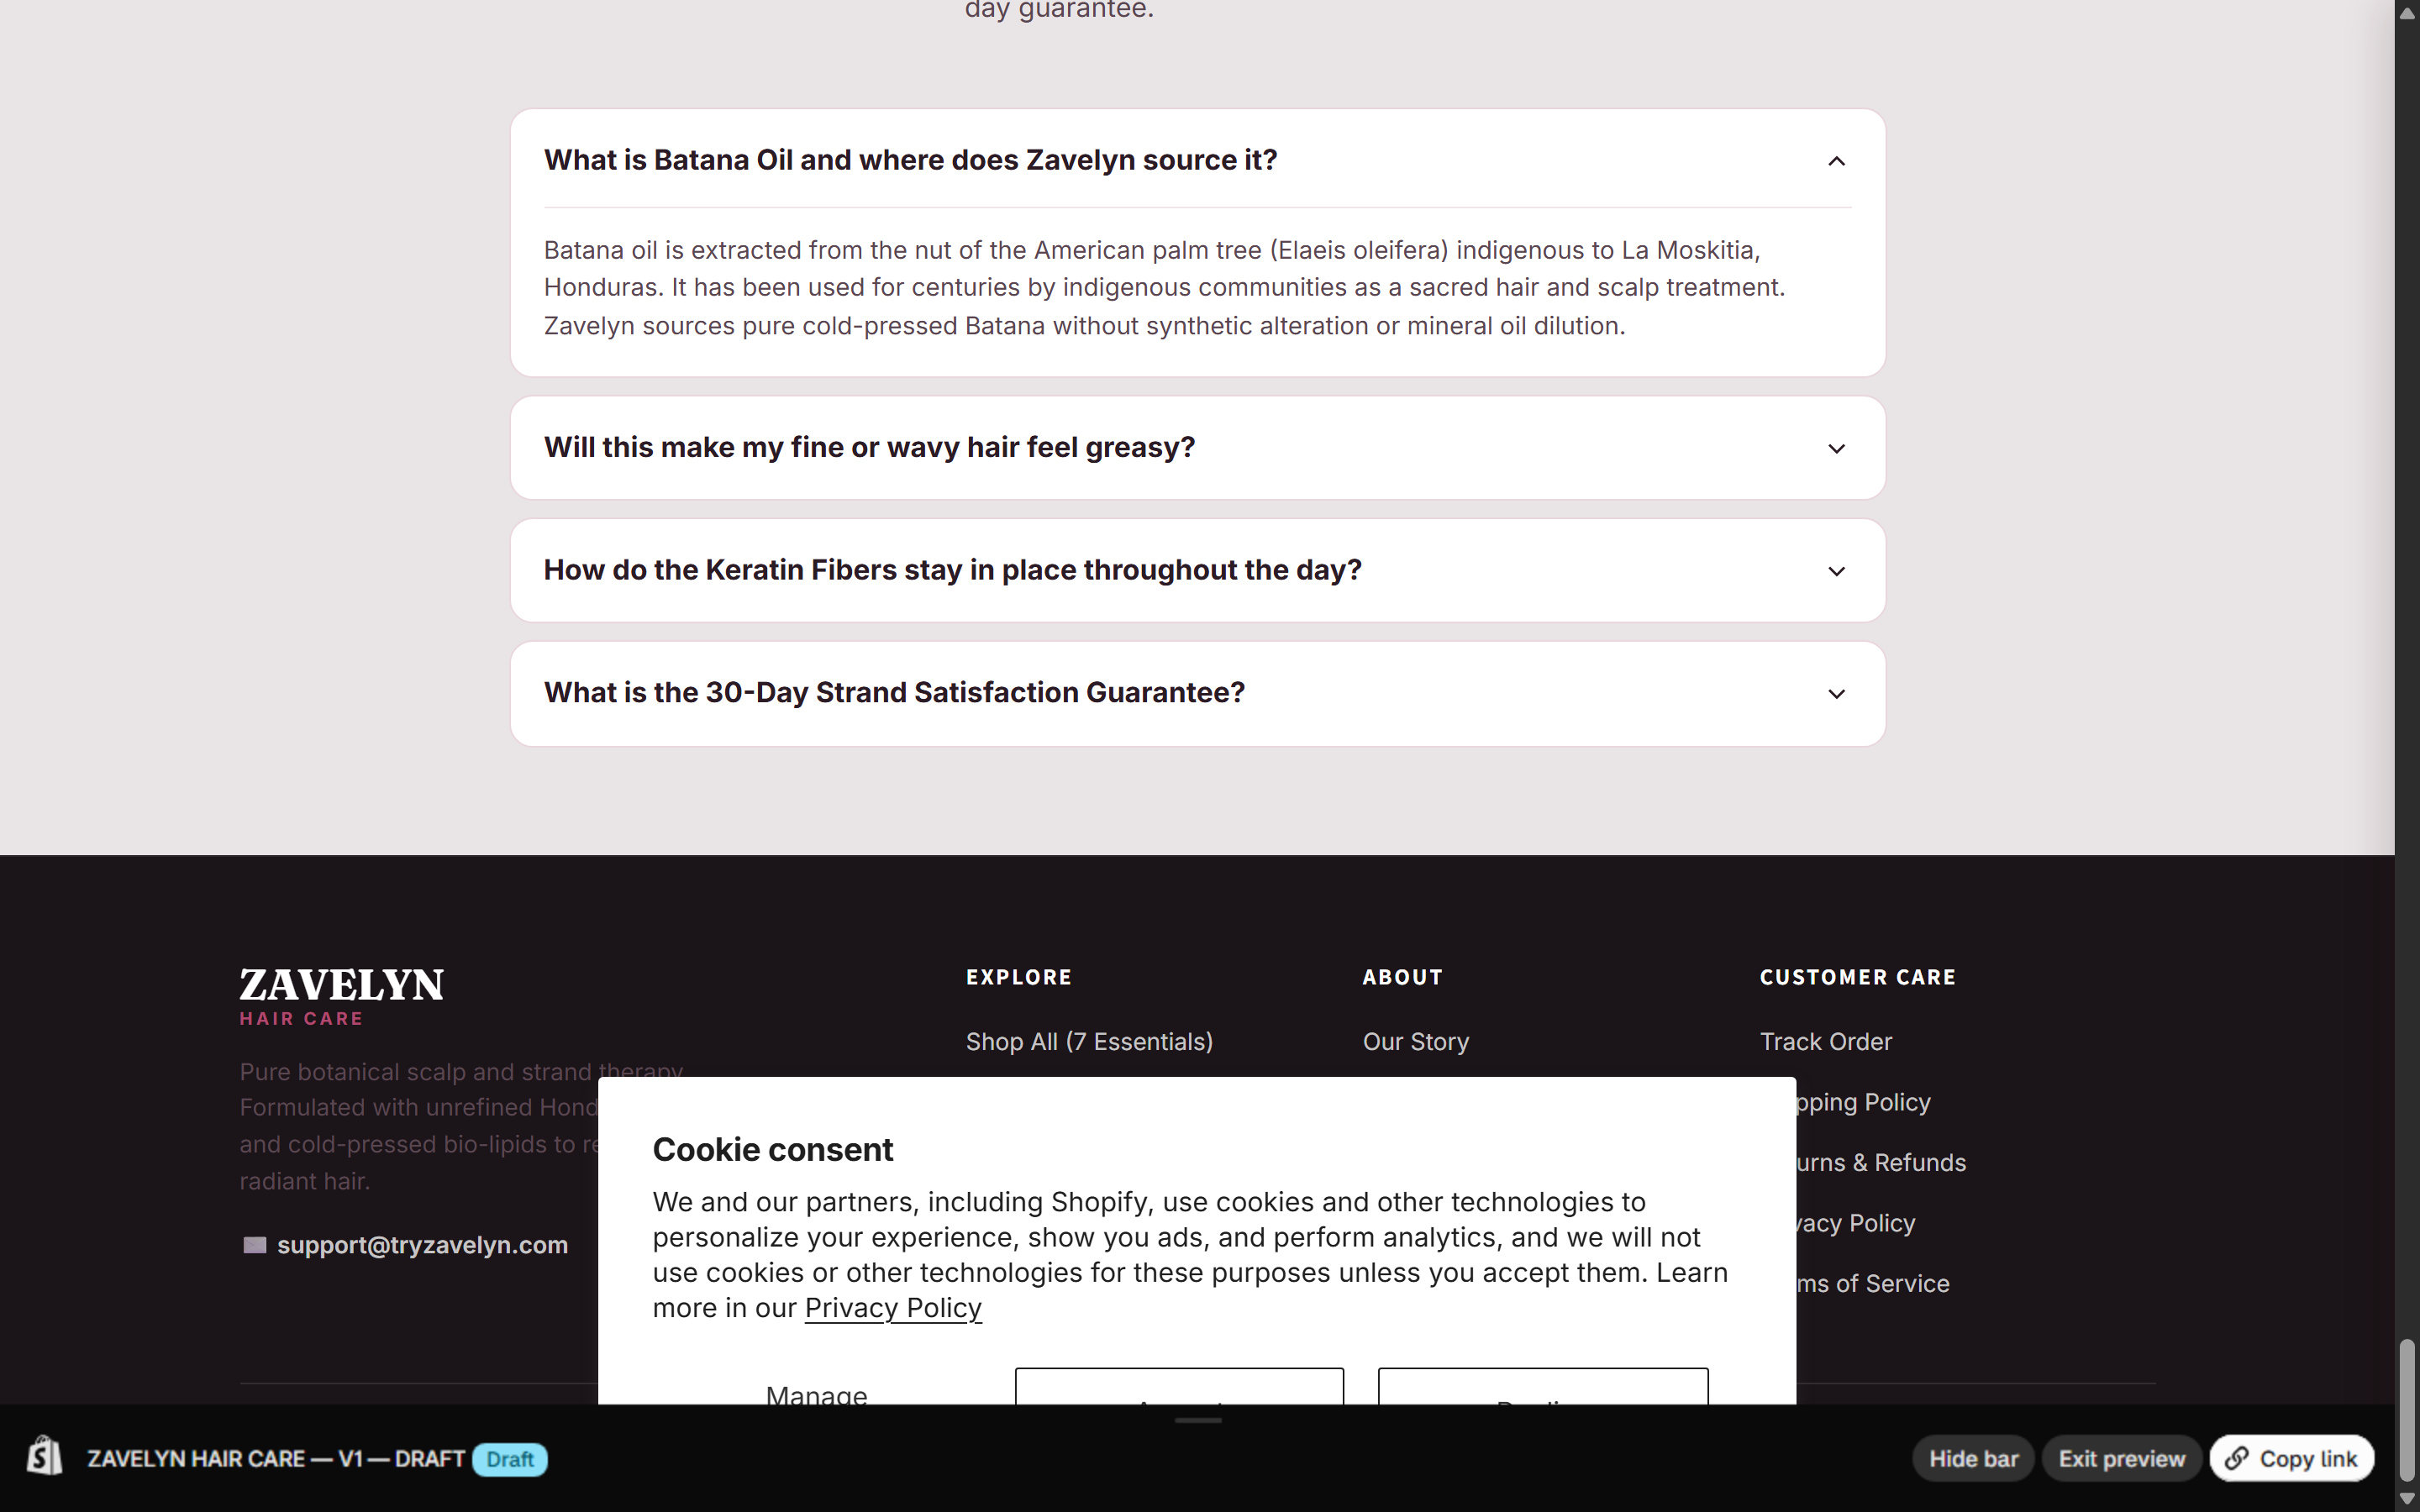 day guarantee.
What is Batana Oil and where does Zavelyn source it?
Batana oil is extracted from the nut of the American palm tree (Elaeis oleifera) indigenous to La Moskitia,
Honduras. It has been used for centuries by indigenous communities as a sacred hair and scalp treatment.
Zavelyn sources pure cold-pressed Batana without synthetic alteration or mineral oil dilution.
Will this make my fine or wavy hair feel greasy?
How do the Keratin Fibers stay in place throughout the day?
What is the 30-Day Strand Satisfaction Guarantee?
ZAVELYN
HAIR CARE
Pure botanical scalp and strand therapy
Formulated with unrefined Hond
and cold-pressed bio-lipids to re
radiant hair.
support@tryzavelyn.com
EXPLORE
Shop All (7 Essentials)
ABOUT
Our Story
CUSTOMER CARE
Track Order
pping Policy
urns & Refunds
vacy Policy
ms of Service
Cookie consent
We and our partners, including Shopify, use cookies and other technologies to
personalize your experience, show you ads, and perform analytics, and we will not
use cookies or other technologies for these purposes unless you accept them. Learn
more in our Privacy Policy
Manage
ZAVELYN HAIR CARE — V1 — DRAFT Draft
Hide bar
Exit preview
Copy link